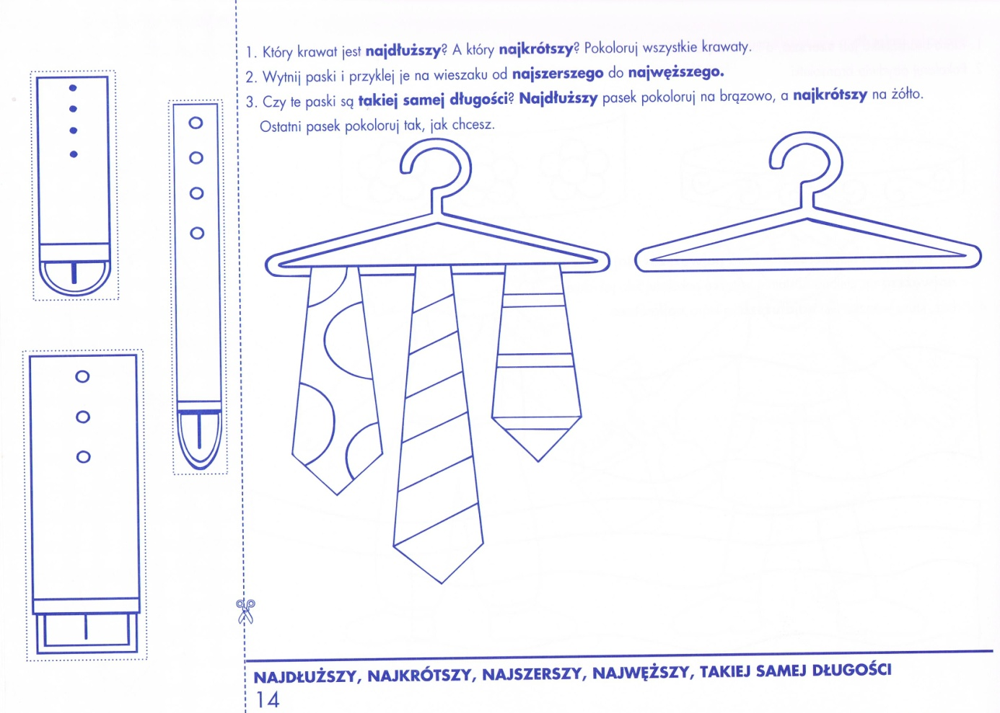 1. Który krawat jest najdłuższy? A który najkrótszy? Pokoloruj wszystkie krawaty.
2. Wytnij paski i przyklej je na wieszaku od najszerszego do najwęższego.
3. Czy te paski są takiej samej długości? Najdłuższy pasek pokoloruj na brązowo, a najkrótszy na żółto.
Ostatni pasek pokoloruj tak, jak chcesz.
NAJDŁUŻSZY, NAJKRÓTSZY, NAJSZERSZY, NAJWĘŻSZY, TAKIEJ SAMEJ DŁUGOŚCI
14